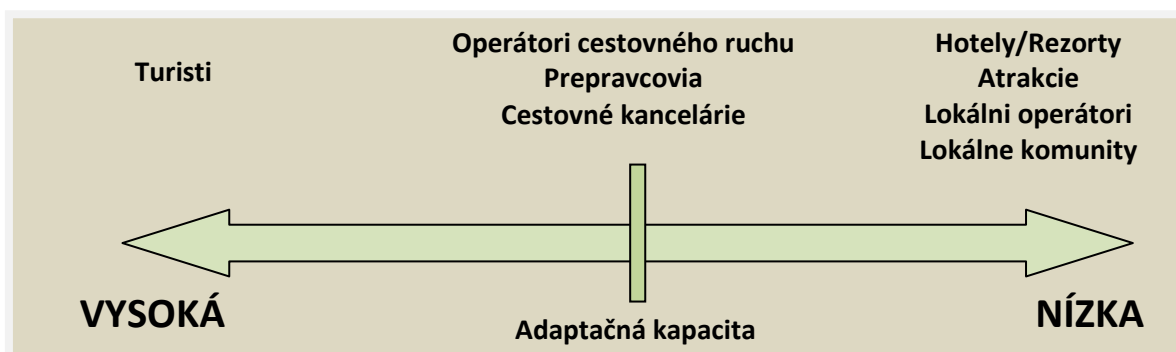 Turisti
Operátori cestovného ruchu
Prepravcovia
Cestovné kancelárie
Hotely/Rezorty
Atrakcie
Lokálni operátori
Lokálne komunity
VYSOKÁ
Adaptačná kapacita
NÍZKA